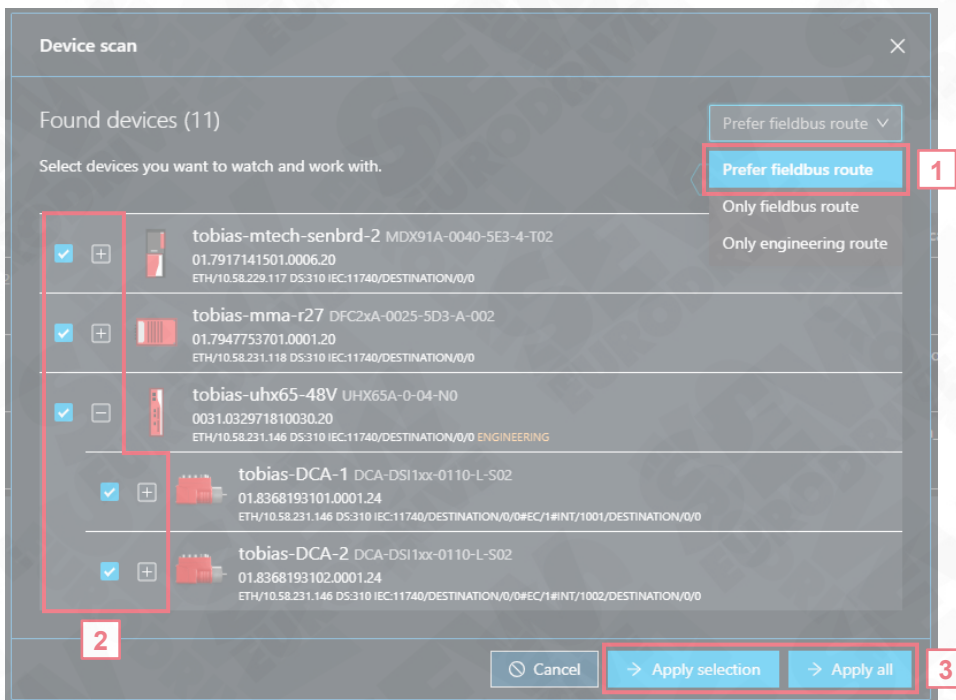 Device scan
Found devices (11)
Prefer fieldbus route
Select devices you want to watch and work with.
Prefer fieldbus route
1
Only fieldbus route
Only engineering route
tobias-mtech-senbrd-2 MDX91A-0040-5E3-4-T02
01.7917141501.0006.20
ETH/10.58.229.117 DS:310 IEC:11740/DESTINATION/0/0
tobias-mma-r27 DFC2xA-0025-5D3-A-002
01.7947753701.0001.20
ETH/10.58.231.118 DS:310 IEC:11740/DESTINATION/0/0
tobias-uhx65-48V UHX65A-0-04-N0
0031.032971810030.20
ETH/10.58.231.146 DS:310 IEC:11740/DESTINATION/0/0 ENGINEERING
tobias-DCA-1 DCA-DSI1xx-0110-L-S02
01.8368193101.0001.24
ETH/10.58.231.146 DS:310 IEC:11740/DESTINATION/0/0#EC/1#INT/1001/DESTINATION/0/0
tobias-DCA-2 DCA-DSI1xx-0110-L-S02
01.8368193102.0001.24
ETH/10.58.231.146 DS:310 IEC:11740/DESTINATION/0/0#EC/1#INT/1002/DESTINATION/0/0
2
Cancel
Apply selection
Apply all
3
SEW
EURODRIVE